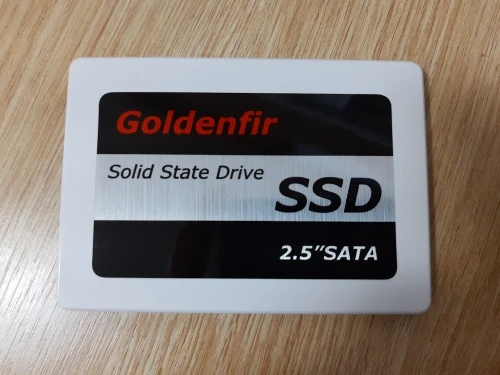 Goldenfir
Solid State Drive
SSD
2.5"SATA